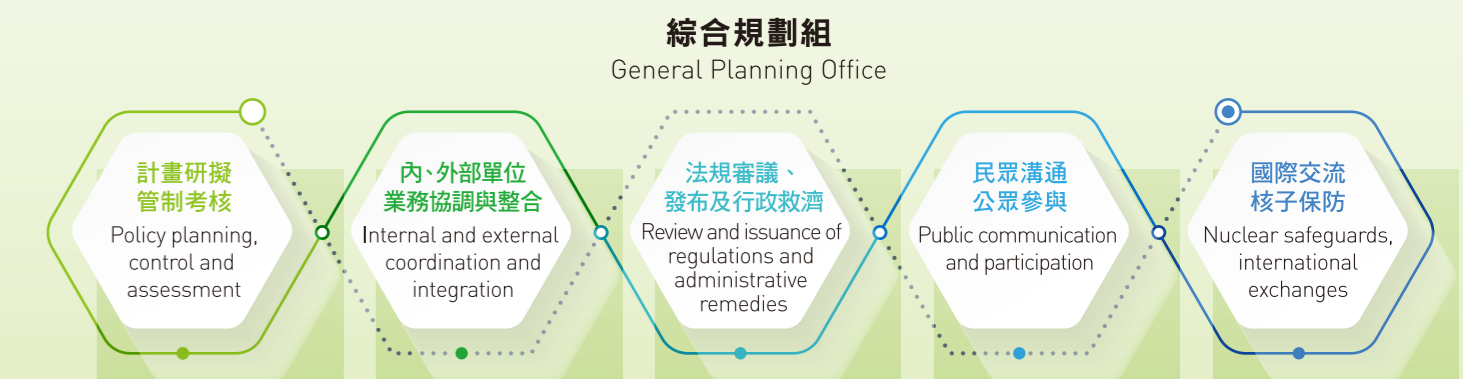 綜合規劃組
General Planning Office
計畫研擬
管制考核
Policy planning,
control and
assessment
內、外部單位
業務協調與整合
Internal and external
coordination and
integration
法規審議、
發布及行政救濟
Review and issuance of
regulations and
administrative
remedies
民眾溝通
公眾參與
Public communication
and participation
國際交流
核子保防
Nuclear safeguards,
international
exchanges